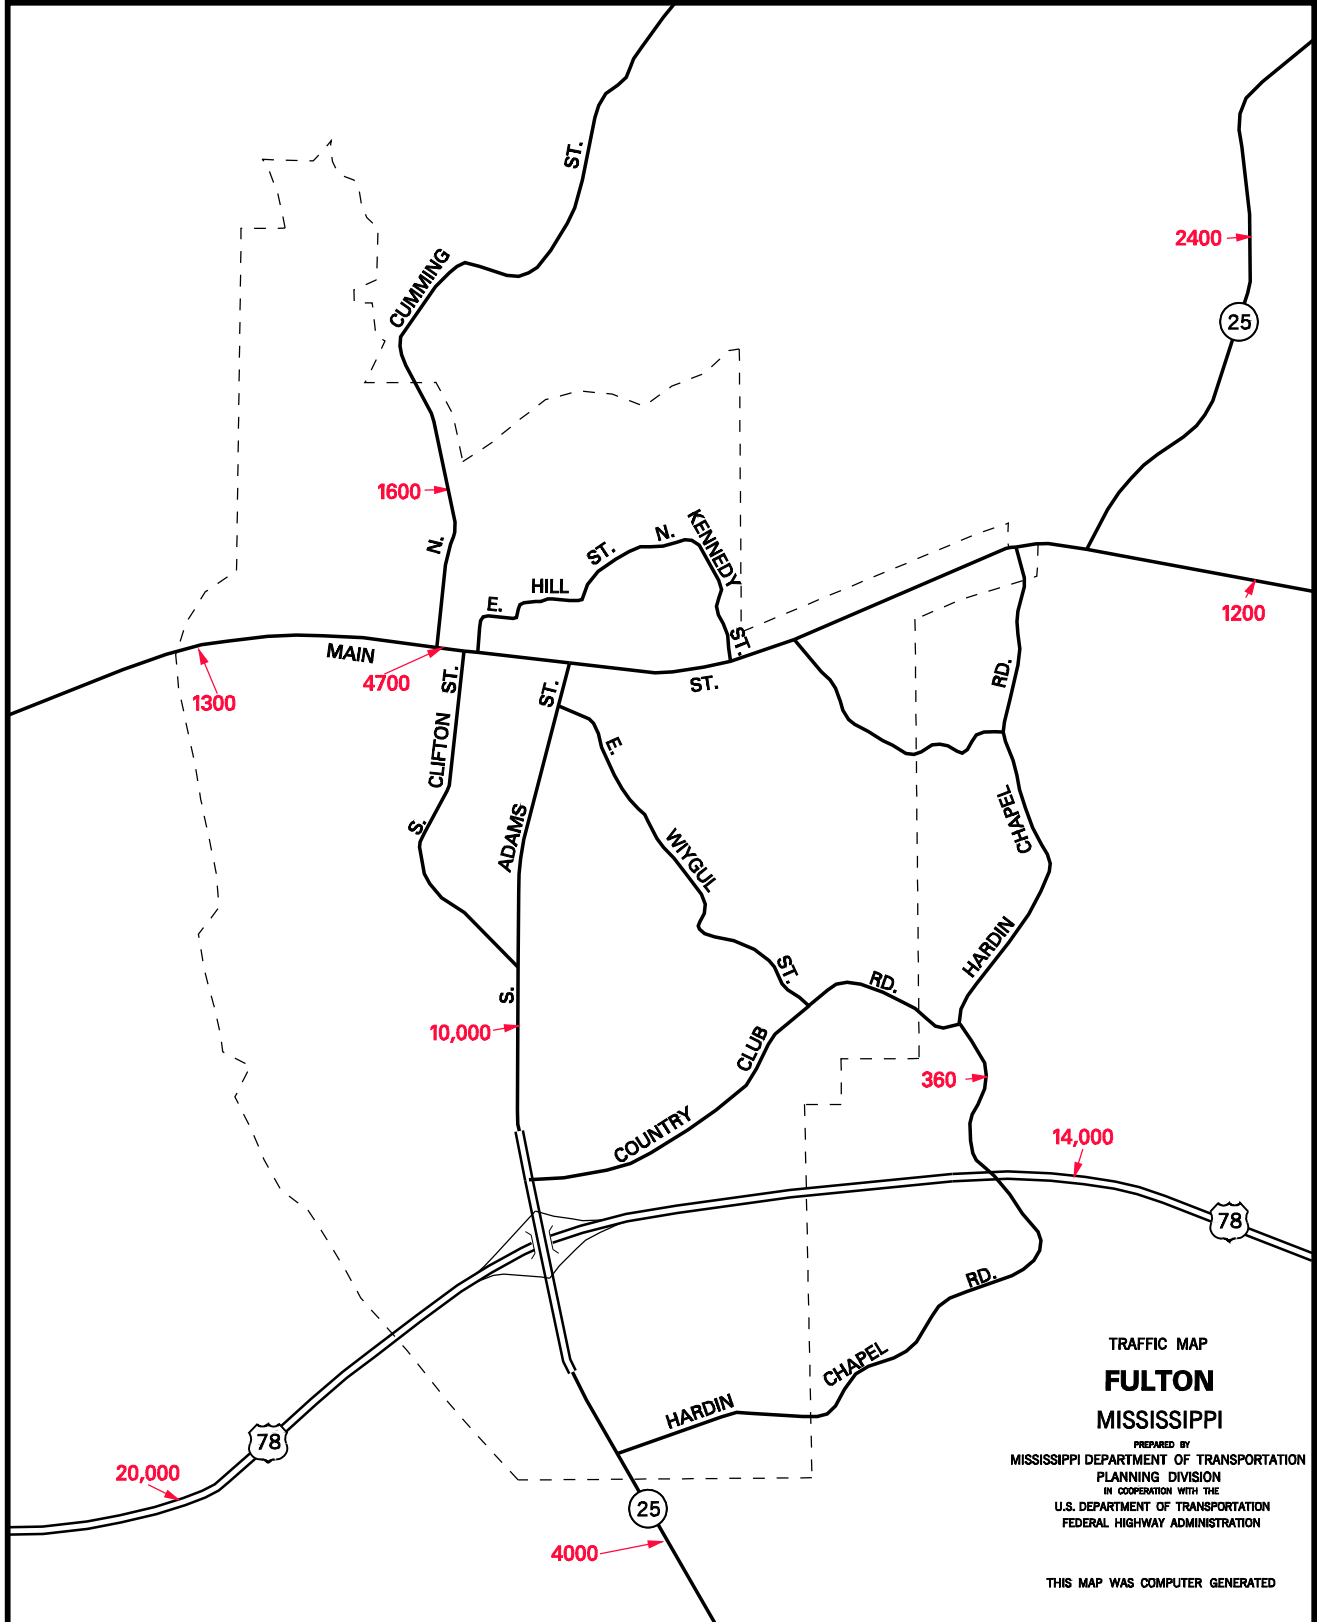 ST.
CUMMING
2400
25
1600
N.
N.
KENNEDY
ST.
HILL
E.
ST.
1200
MAIN
4700
1300
ST.
ST.
ST.
RD.
CLIFTON
S.
E.
ADAMS
WIYGUL
CHAPEL
HARDIN
ST.
RD.
S.
10,000
CLUB
360
COUNTRY
14,000
78
RD.
CHAPEL
HARDIN
78
20,000
25
4000
TRAFFIC MAP
FULTON
MISSISSIPPI
PREPARED BY
MISSISSIPPI DEPARTMENT OF TRANSPORTATION
PLANNING DIVISION
IN COOPERATION WITH THE
U.S. DEPARTMENT OF TRANSPORTATION
FEDERAL HIGHWAY ADMINISTRATION
THIS MAP WAS COMPUTER GENERATED